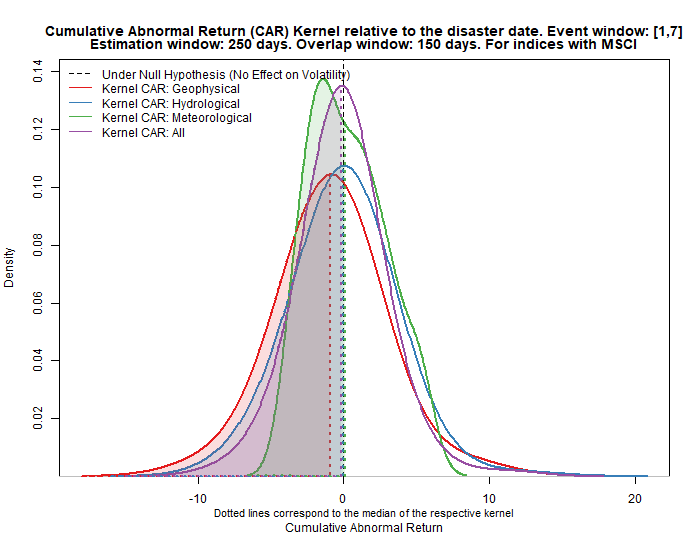 Cumulative Abnormal Return (CAR) Kernel relative to the disaster date. Event window: [1,7]
Estimation window: 250 days. Overlap window: 150 days. For indices with MSCI
Under Null Hypothesis (No Effect on Volatility)
Kernel CAR: Geophysical
Kernel CAR: Hydrological
Kernel CAR: Meteorological
Kernel CAR: All
Density
0.14
0.12
0.10
0.08
0.06
0.04
0.02
-10 0 10 20
Dotted lines correspond to the median of the respective kernel
Cumulative Abnormal Return